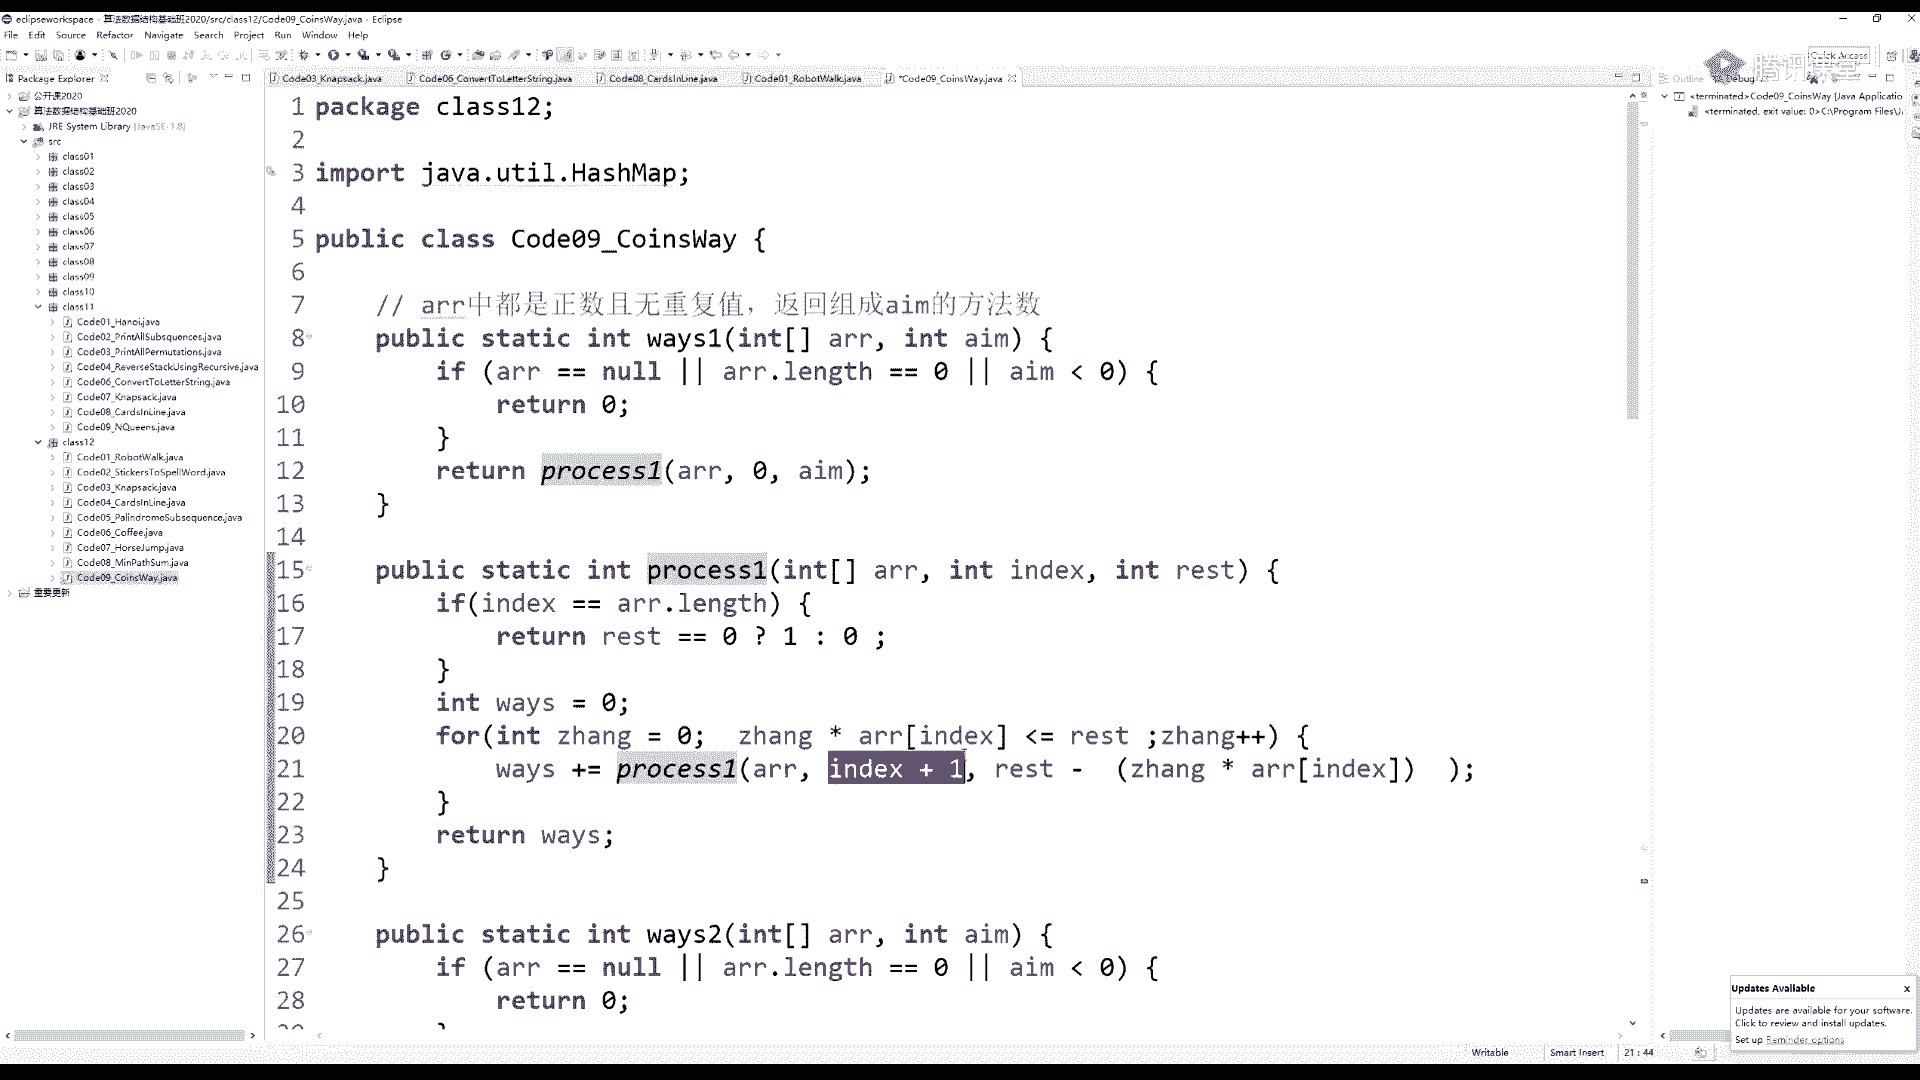 eclipseworkspace - 算法数据结构基础班2020/src/class12/Code09_CoinsWay.java - Eclipse
File Edit Source Refactor Navigate Search Project Run Window Help
Quick Access
腾讯课堂
Package Explorer
Code03_Knapsack.java
Code06_ConvertToLetterString.java
Code08_CardsInLine.java
Code01_RobotWalk.java
*Code09_CoinsWay.java
Outline
Debug
公开课2020
算法数据结构基础班2020
JRE System Library [JavaSE-1.8]
src
class01
class02
class03
class04
class05
class06
class07
class08
class09
class10
class11
Code01_Hanoi.java
Code02_PrintAllSubsquences.java
Code03_PrintAllPermutations.java
Code04_ReverseStackUsingRecursive.java
Code06_ConvertToLetterString.java
Code07_Knapsack.java
Code08_CardsInLine.java
Code09_NQueens.java
class12
Code01_RobotWalk.java
Code02_StickersToSpellWord.java
Code03_Knapsack.java
Code04_CardsInLine.java
Code05_PalindromeSubsequence.java
Code06_Coffee.java
Code07_HorseJump.java
Code08_MinPathSum.java
Code09_CoinsWay.java
重要更新
1 package class12;
2
3 import java.util.HashMap;
4
5 public class Code09_CoinsWay {
6
7 // arr中都是正数且无重复值，返回组成aim的方法数
8 public static int ways1(int[] arr, int aim) {
9 if (arr == null || arr.length == 0 || aim < 0) {
10 return 0;
11 }
12 return process1(arr, 0, aim);
13 }
14
15 public static int process1(int[] arr, int index, int rest) {
16 if(index == arr.length) {
17 return rest == 0 ? 1 : 0 ;
18 }
19 int ways = 0;
20 for(int zhang = 0; zhang * arr[index] <= rest ;zhang++) {
21 ways += process1(arr, index + 1, rest - (zhang * arr[index]) );
22 }
23 return ways;
24 }
25
26 public static int ways2(int[] arr, int aim) {
27 if (arr == null || arr.length == 0 || aim < 0) {
28 return 0;
<terminated>Code09_CoinsWay [Java Applicatio
<terminated, exit value: 0>C:\Program Files\J
Updates Available x
Updates are available for your software.
Click to review and install updates.
Set up Reminder options
Writable
Smart Insert
21 : 44